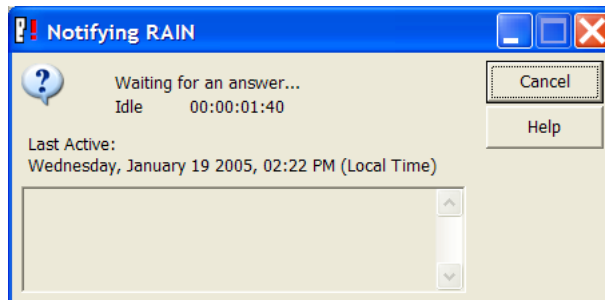 Notifying RAIN
Waiting for an answer...
Idle 00:00:01:40
Cancel
Help
Last Active:
Wednesday, January 19 2005, 02:22 PM (Local Time)